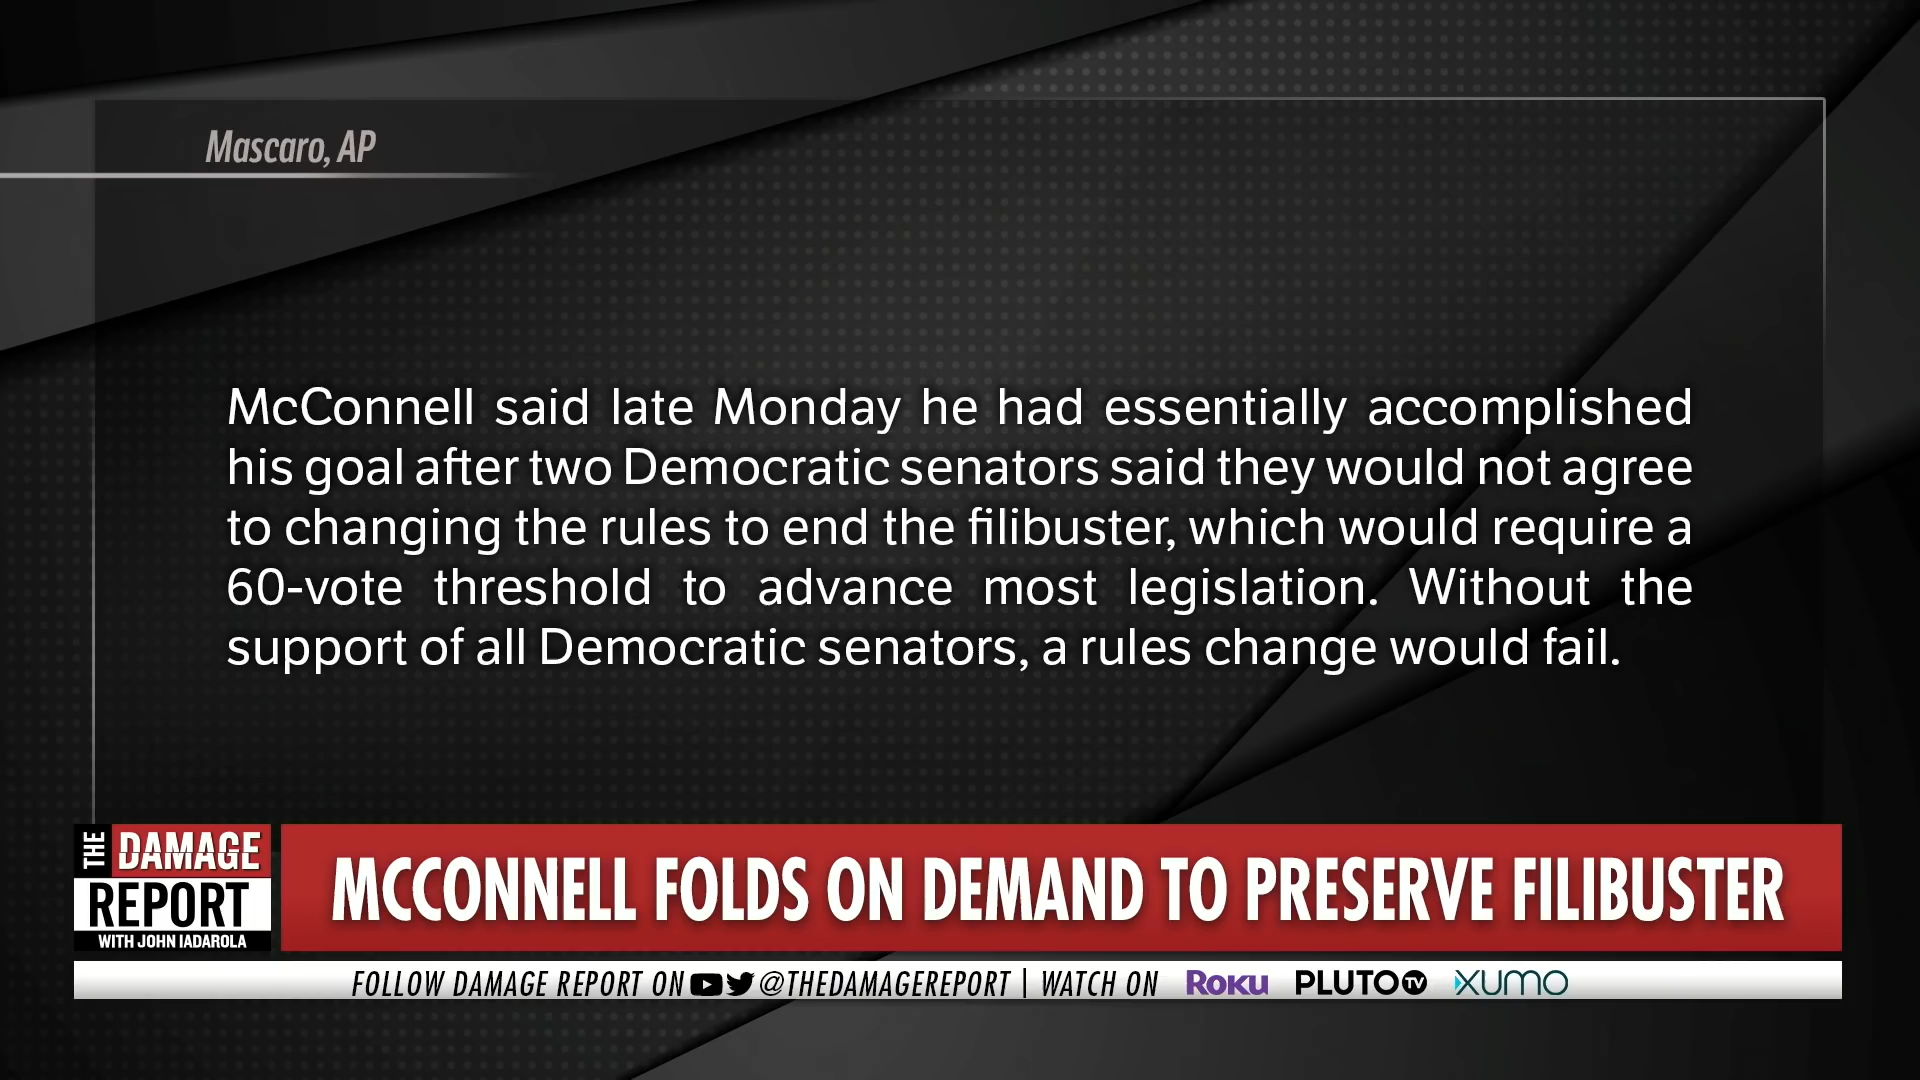 Mascaro, AP
McConnell said late Monday he had essentially accomplished
his goal after two Democratic senators said they would not agree
to changing the rules to end the filibuster, which would require a
60-vote threshold to advance most legislation. Without the
support of all Democratic senators, a rules change would fail.
THE DAMAGE
REPORT
WITH JOHN IADAROLA
MCCONNELL FOLDS ON DEMAND TO PRESERVE FILIBUSTER
FOLLOW DAMAGE REPORT ON @THEDAMAGEREPORT | WATCH ON ROKU PLUTO TV XUMO